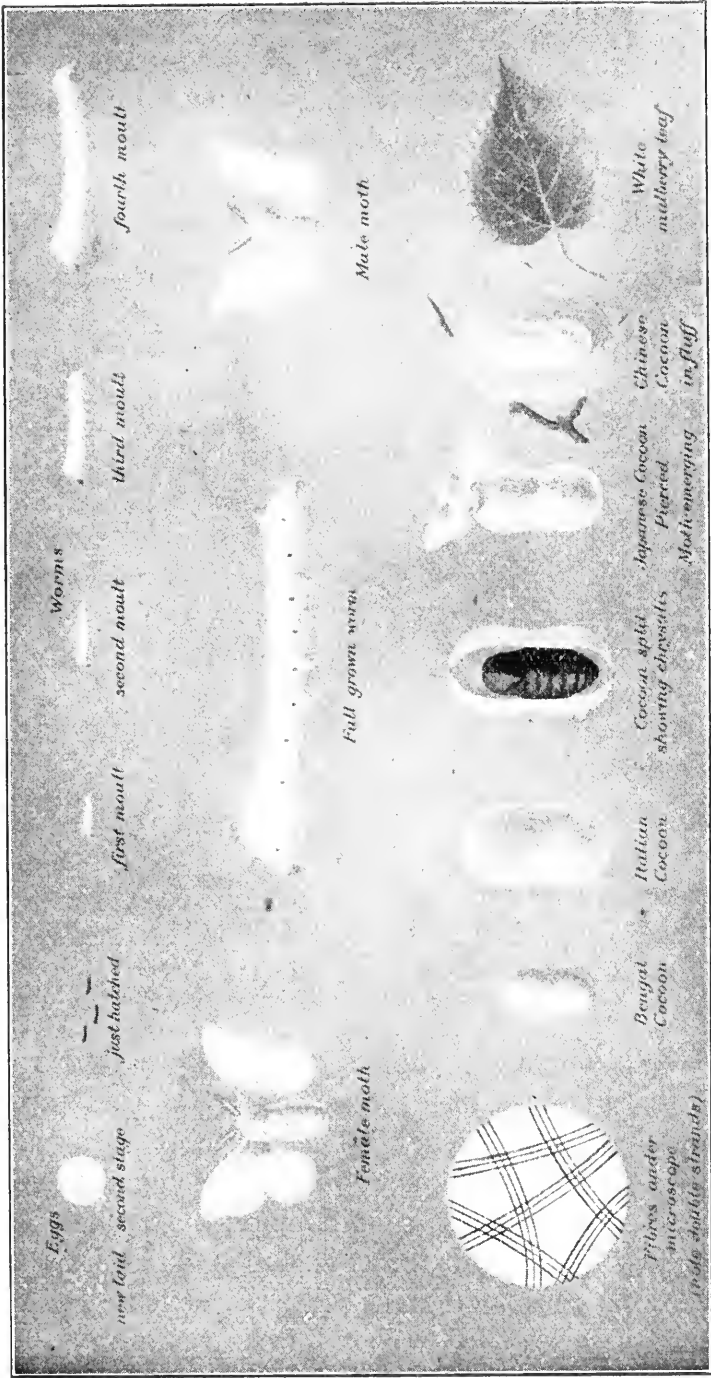 Eggs
Worms
new laid second stage
just hatched
first moult
second moult
third moult
fourth moult
Female moth
Full grown worm
Male moth
Fibres under
microscope
(note double strands)
Bengal
Cocoon
Italian
Cocoon
Cocoon split
showing chrysalis
Japanese Cocoon
Pierced
Moth emerging
Chinese
Cocoon
in fluff
White
mulberry leaf